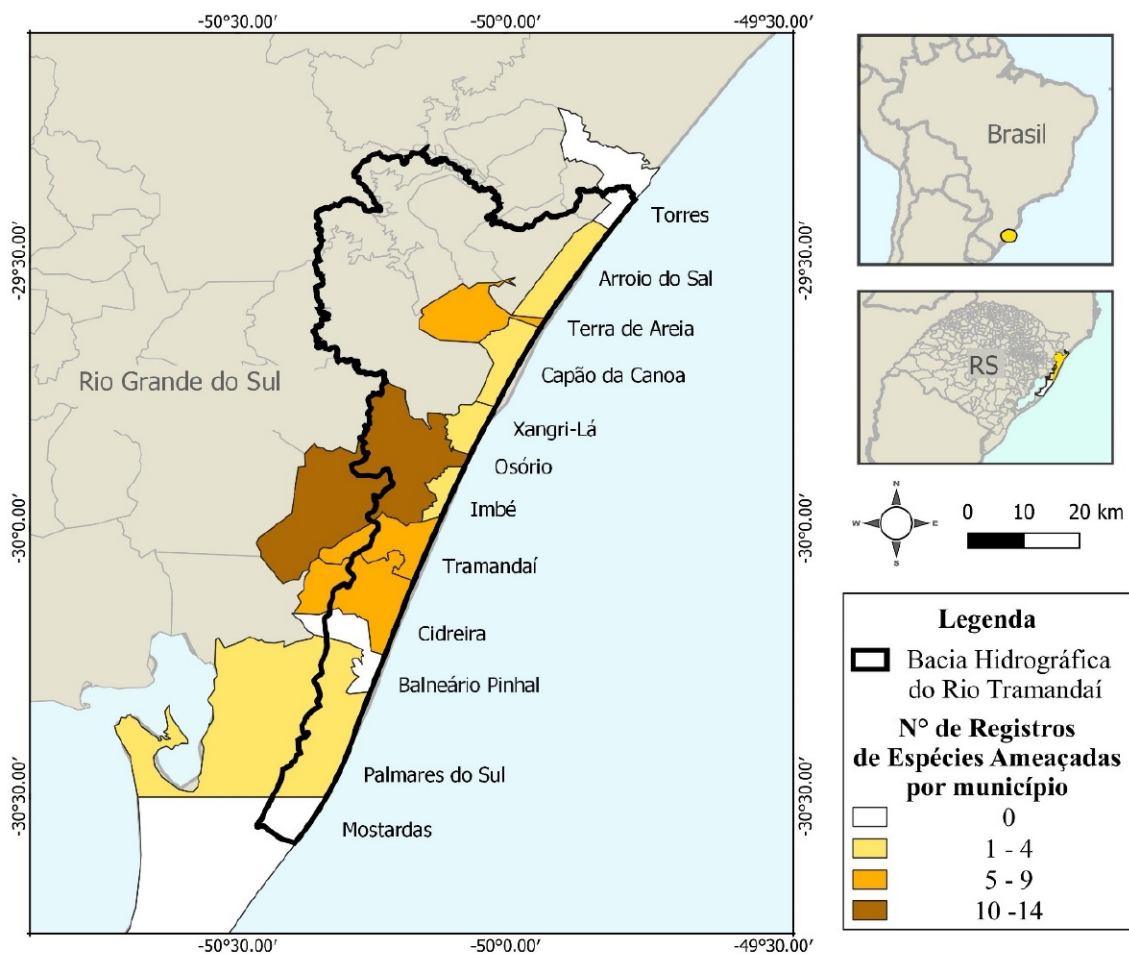 -50°30.00′
-50°0.00′
-49°30.00′
-29°30.00′
-29°30.00′
-30°0.00′
-30°0.00′
-30°30.00′
-30°30.00′
Rio Grande do Sul
Torres
Arroio do Sal
Terra de Areia
Capão da Canoa
Xangri-Lá
Osório
Imbé
Tramandaí
Cidreira
Balneário Pinhal
Palmares do Sul
Mostardas
-50°30.00′
-50°0.00′
-49°30.00′
Brasil
RS
N
W
E
S
0 10 20 km
Legenda
Bacia Hidrográfica
do Rio Tramandaí
N° de Registros
de Espécies Ameaçadas
por município
0
1 - 4
5 - 9
10 -14